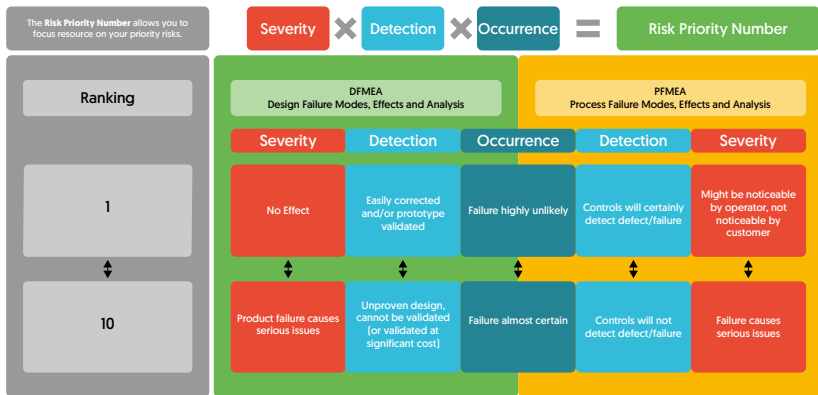 The Risk Priority Number allows you to
focus resource on your priority risks.
Severity × Detection × Occurrence = Risk Priority Number
Ranking
DFMEA
Design Failure Modes, Effects and Analysis
PFMEA
Process Failure Modes, Effects and Analysis
Severity
Detection
Occurrence
Detection
Severity
1
No Effect
Easily corrected
and/or prototype
validated
Failure highly unlikely
Controls will certainly
detect defect/failure
Might be noticeable
by operator, not
noticeable by
customer
10
Product failure causes
serious issues
Unproven design,
cannot be validated
(or validated at
significant cost)
Failure almost certain
Controls will not
detect defect/failure
Failure causes
serious issues